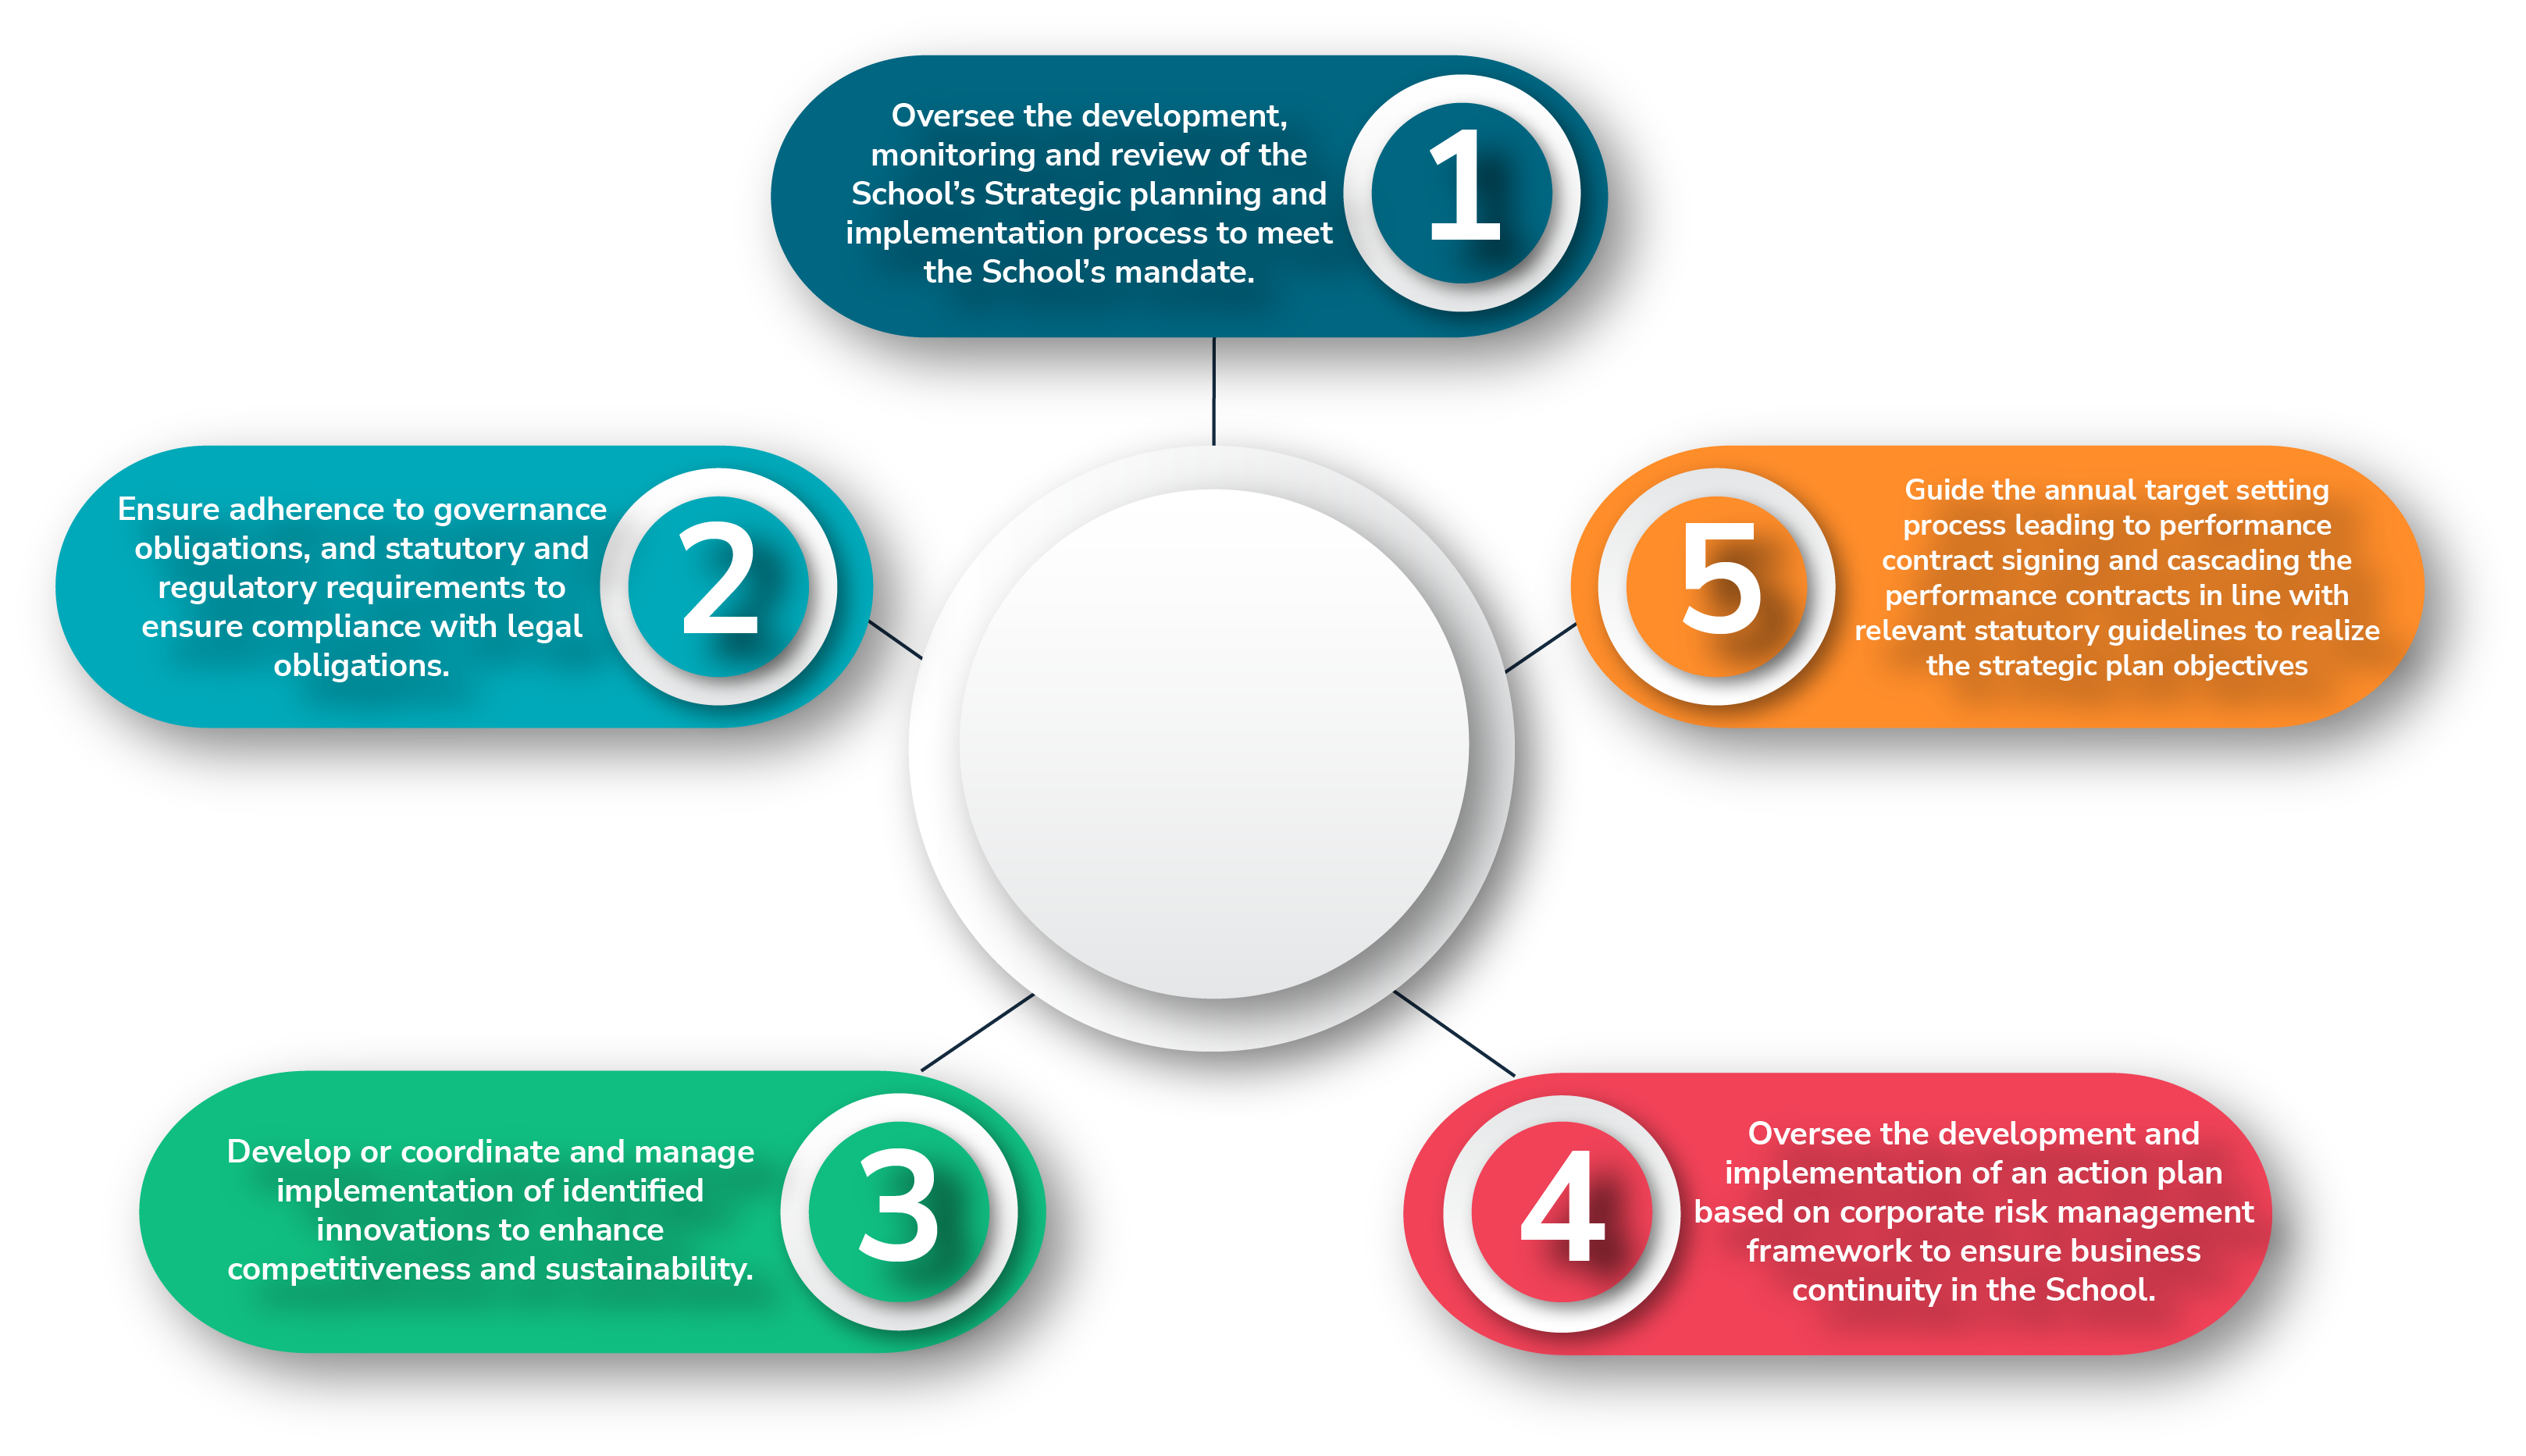 Oversee the development,
monitoring and review of the
School’s Strategic planning and
implementation process to meet
the School’s mandate.
1
Ensure adherence to governance
obligations, and statutory and
regulatory requirements to
ensure compliance with legal
obligations.
2
Develop or coordinate and manage
implementation of identified
innovations to enhance
competitiveness and sustainability.
3
4
Oversee the development and
implementation of an action plan
based on corporate risk management
framework to ensure business
continuity in the School.
5
Guide the annual target setting
process leading to performance
contract signing and cascading the
performance contracts in line with
relevant statutory guidelines to realize
the strategic plan objectives